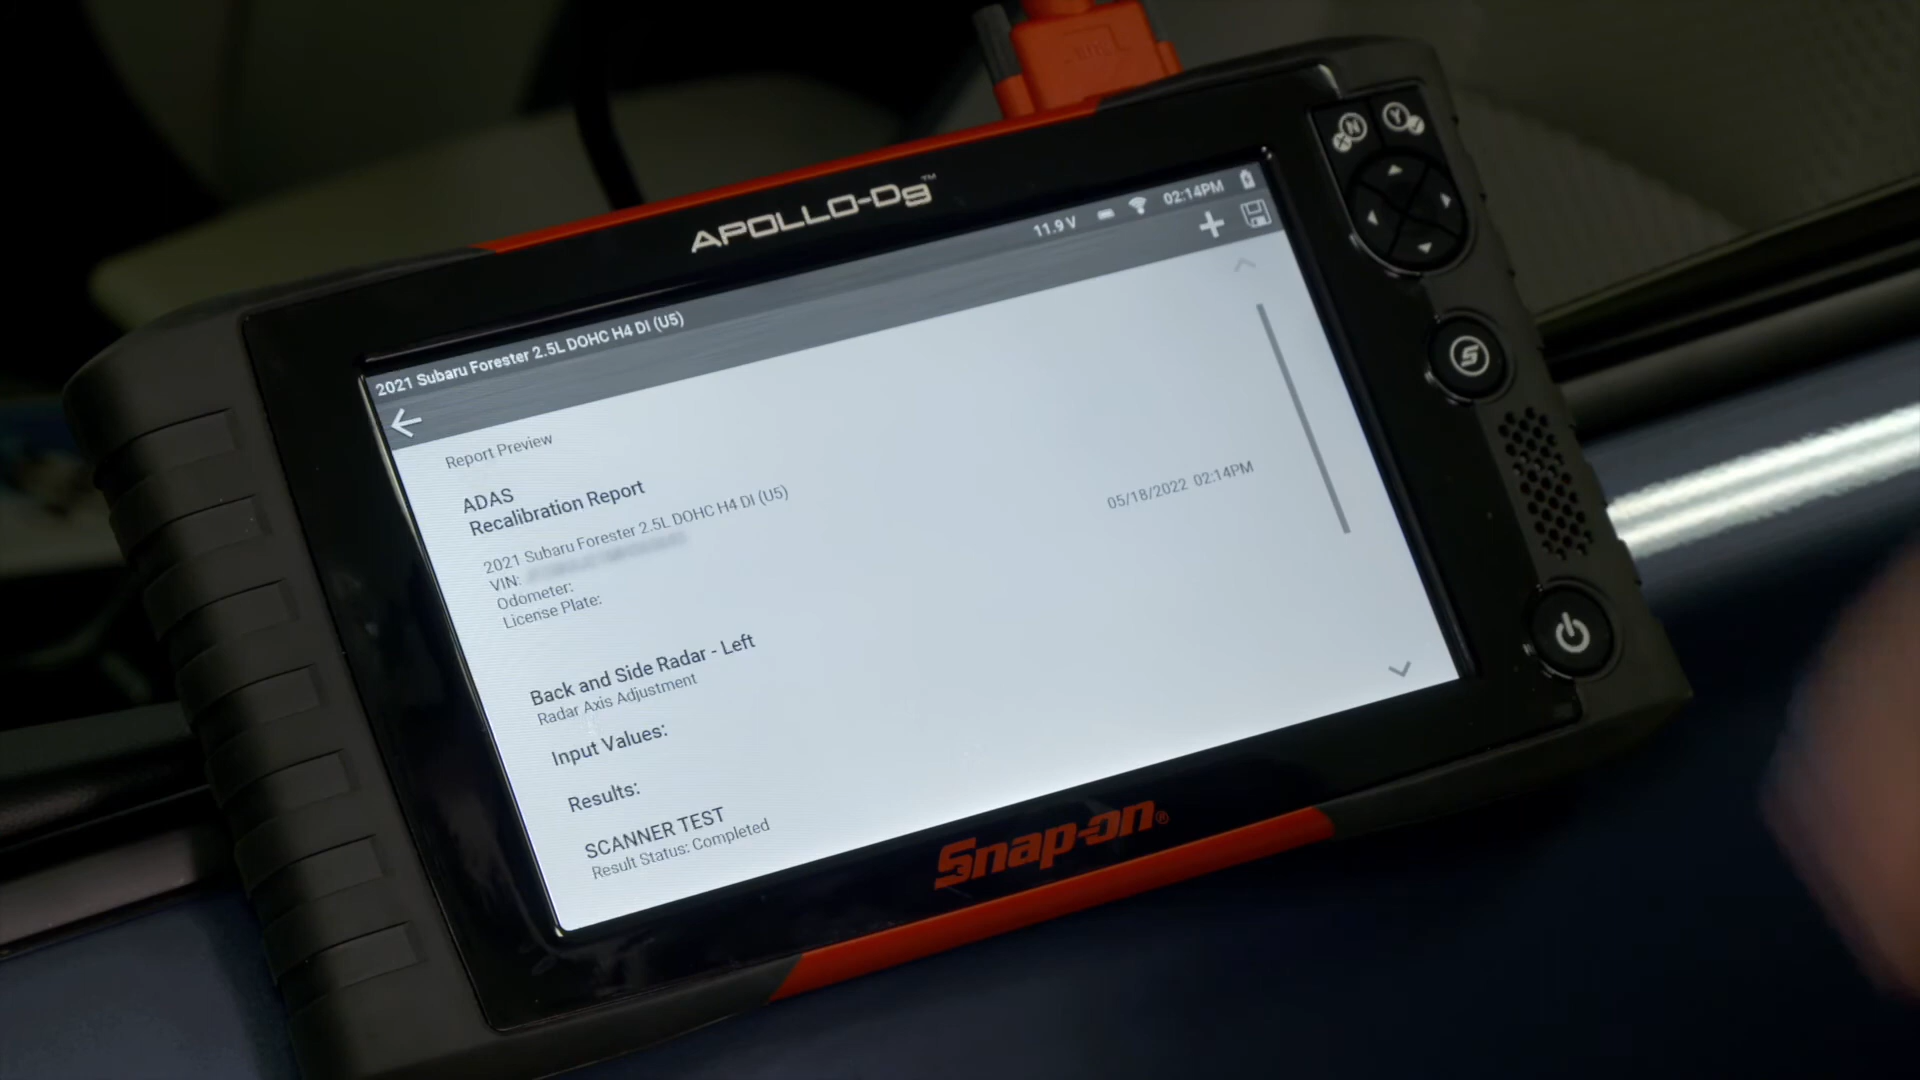 APOLLO-D9™
11.9 V 02:14PM
2021 Subaru Forester 2.5L DOHC H4 DI (U5)
Report Preview
ADAS
Recalibration Report
2021 Subaru Forester 2.5L DOHC H4 DI (U5)
05/18/2022 02:14PM
VIN:
Odometer:
License Plate:
Back and Side Radar - Left
Radar Axis Adjustment
Input Values:
Results:
SCANNER TEST
Result Status: Completed
Snap-on®
N
Y
S